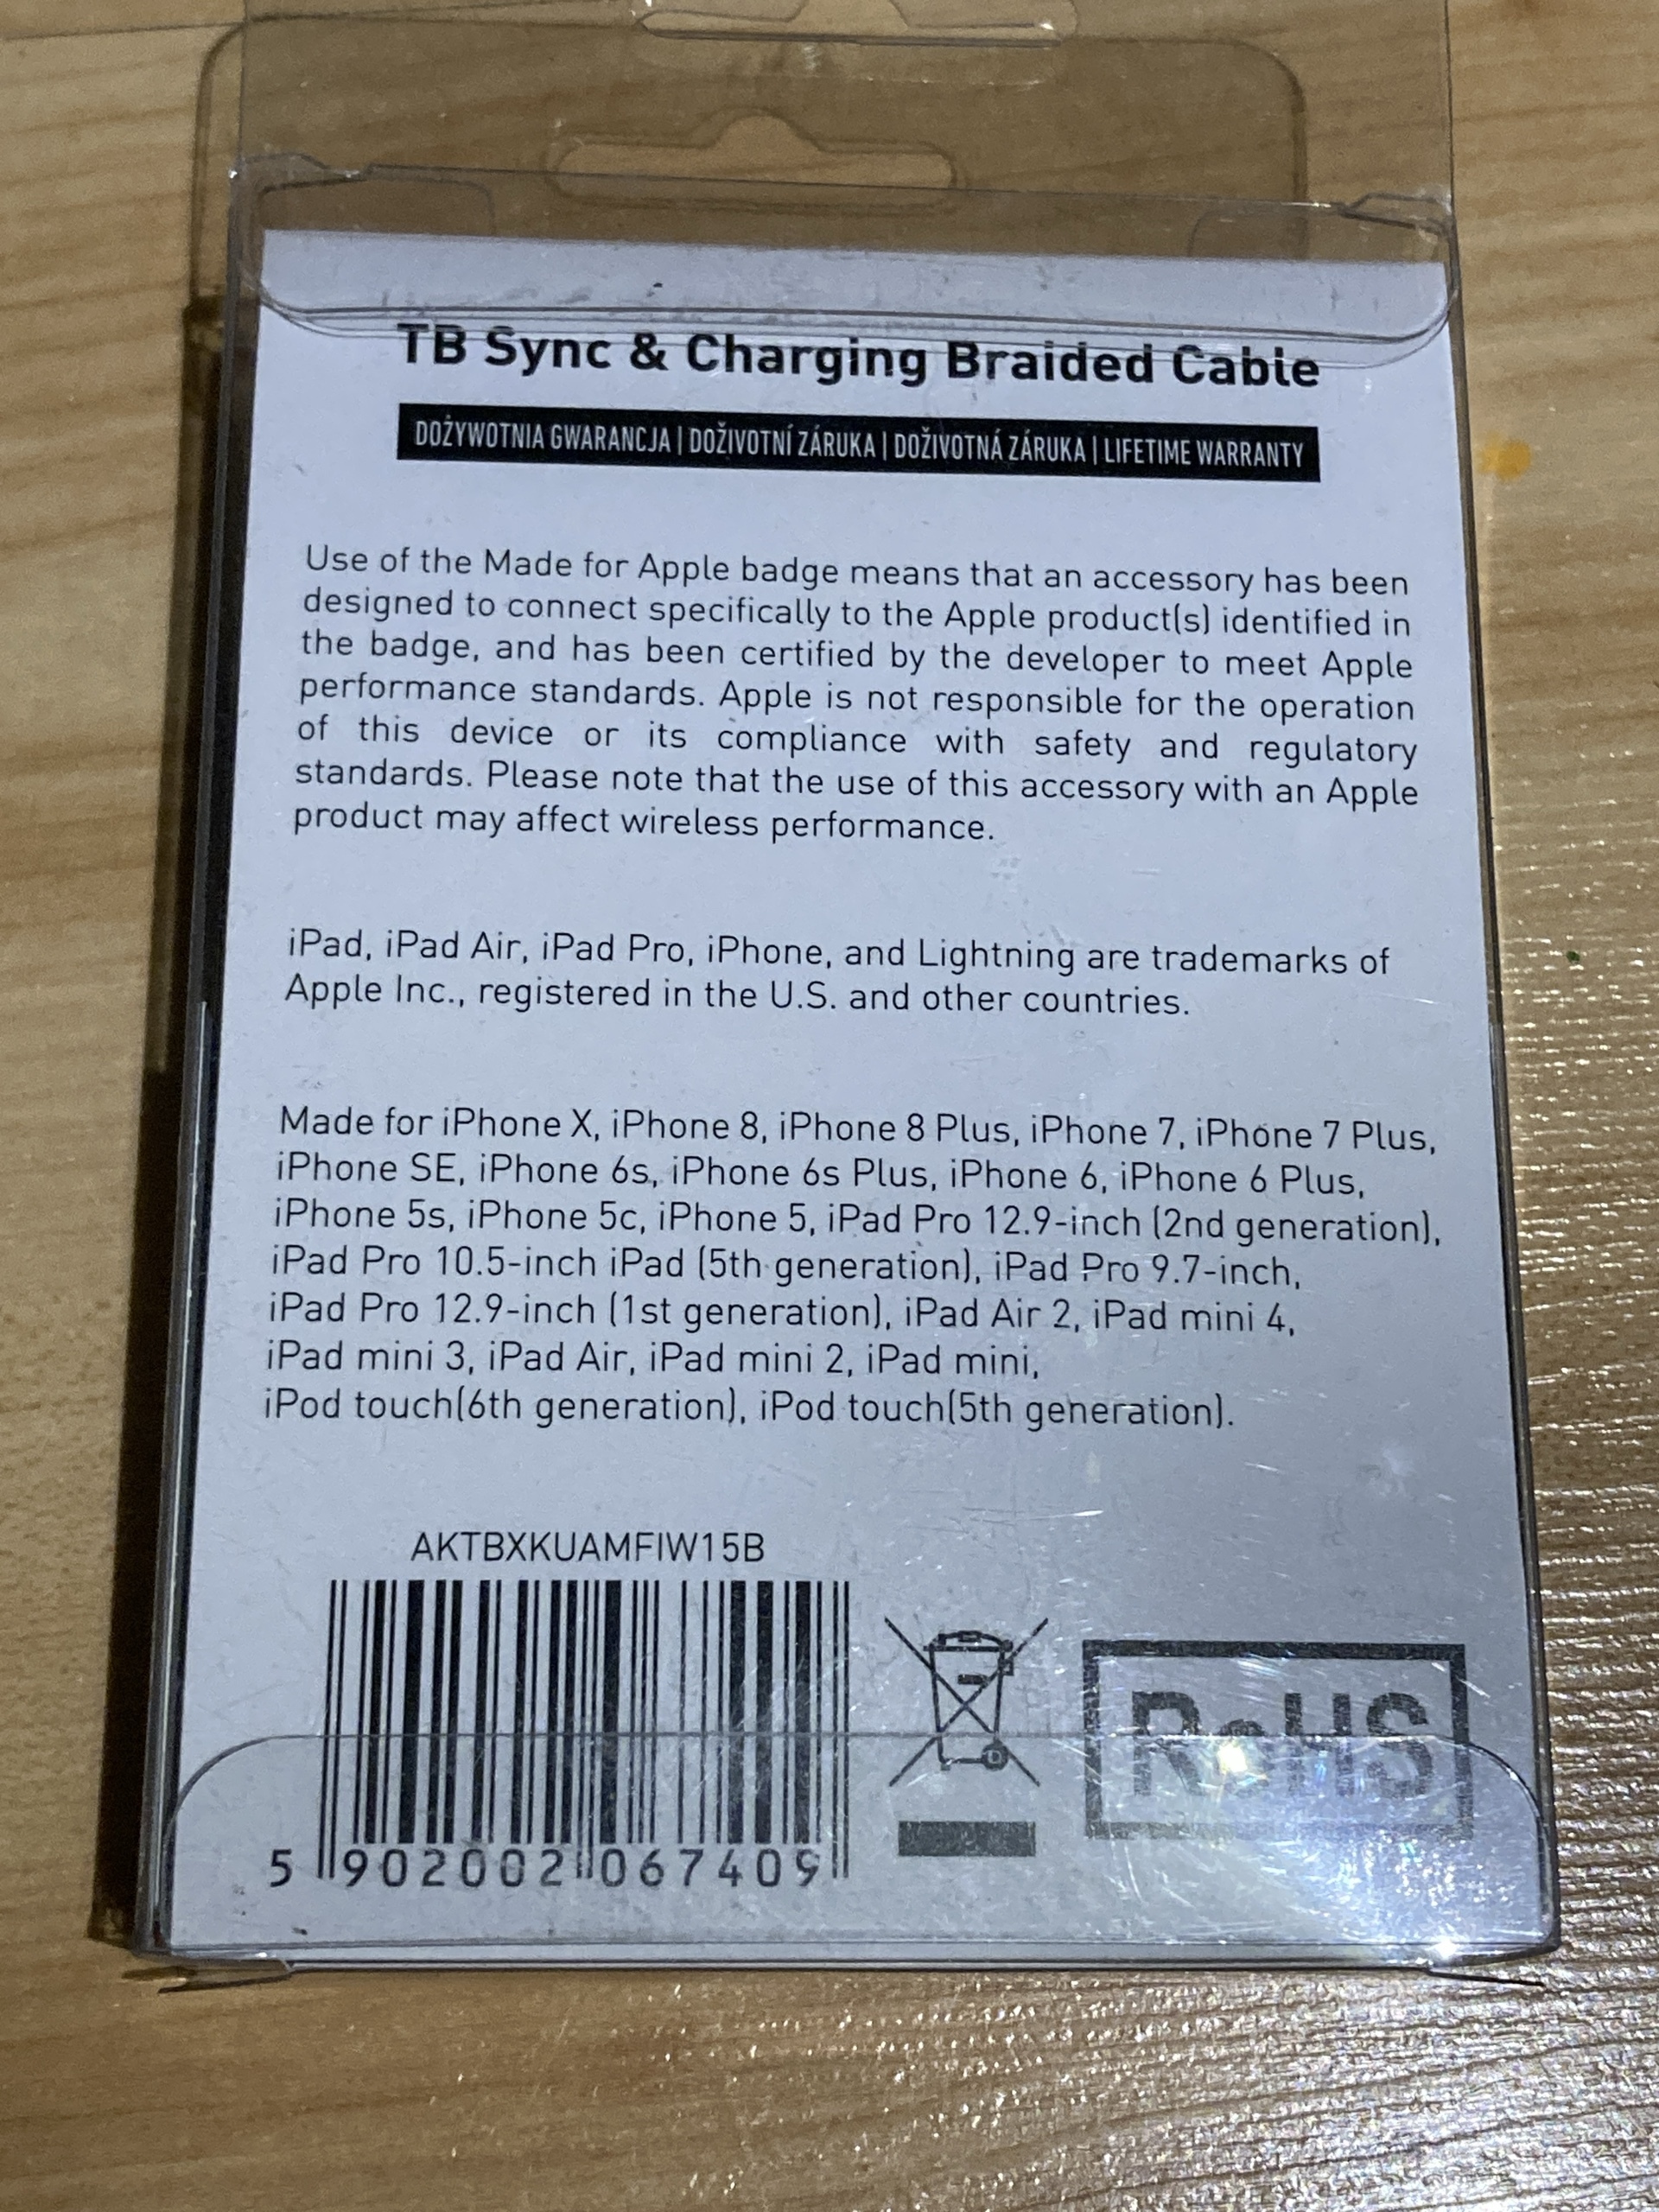 TB Sync & Charging Braided Cable
DOŻYWOTNIA GWARANCJA | DOŽIVOTNÍ ZÁRUKA | DOŽIVOTNÁ ZÁRUKA | LIFETIME WARRANTY
Use of the Made for Apple badge means that an accessory has been
designed to connect specifically to the Apple product(s) identified in
the badge, and has been certified by the developer to meet Apple
performance standards. Apple is not responsible for the operation
of this device or its compliance with safety and regulatory
standards. Please note that the use of this accessory with an Apple
product may affect wireless performance.
iPad, iPad Air, iPad Pro, iPhone, and Lightning are trademarks of
Apple Inc., registered in the U.S. and other countries.
Made for iPhone X, iPhone 8, iPhone 8 Plus, iPhone 7, iPhone 7 Plus,
iPhone SE, iPhone 6s, iPhone 6s Plus, iPhone 6, iPhone 6 Plus,
iPhone 5s, iPhone 5c, iPhone 5, iPad Pro 12.9-inch (2nd generation),
iPad Pro 10.5-inch iPad (5th generation), iPad Pro 9.7-inch,
iPad Pro 12.9-inch (1st generation), iPad Air 2, iPad mini 4,
iPad mini 3, iPad Air, iPad mini 2, iPad mini,
iPod touch(6th generation), iPod touch(5th generation).
AKTBXKUAMFIW15B
RoHS
5 902002 067409